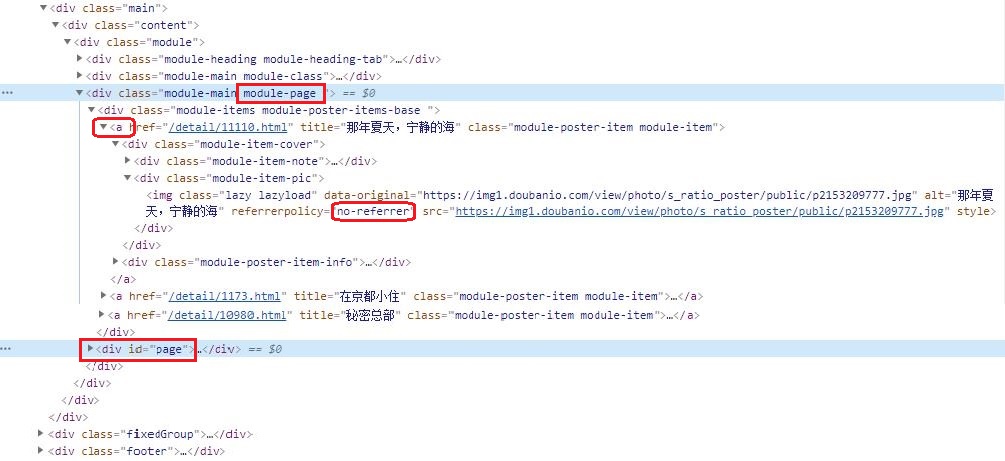 ▼<div class="main">
▼<div class="content">
▼<div class="module">
▶<div class="module-heading module-heading-tab">…</div>
▶<div class="module-main module-class">…</div>
… ▼<div class="module-main module-page "> == $0
▼<div class="module-items module-poster-items-base ">
▼<a href="/detail/11110.html" title="那年夏天，宁静的海" class="module-poster-item module-item">
▼<div class="module-item-cover">
▶<div class="module-item-note">…</div>
▼<div class="module-item-pic">
<img class="lazy lazyload" data-original="https://img1.doubanio.com/view/photo/s_ratio_poster/public/p2153209777.jpg" alt="那年夏
天，宁静的海" referrerpolicy="no-referrer" src="https://img1.doubanio.com/view/photo/s_ratio_poster/public/p2153209777.jpg" style>
</div>
</div>
▶<div class="module-poster-item-info">…</div>
</a>
▶<a href="/detail/1173.html" title="在京都小住" class="module-poster-item module-item">…</a>
▶<a href="/detail/10980.html" title="秘密总部" class="module-poster-item module-item">…</a>
</div>
… ▶<div id="page">…</div> == $0
</div>
</div>
</div>
</div>
▶<div class="fixedGroup">…</div>
▶<div class="footer">…</div>